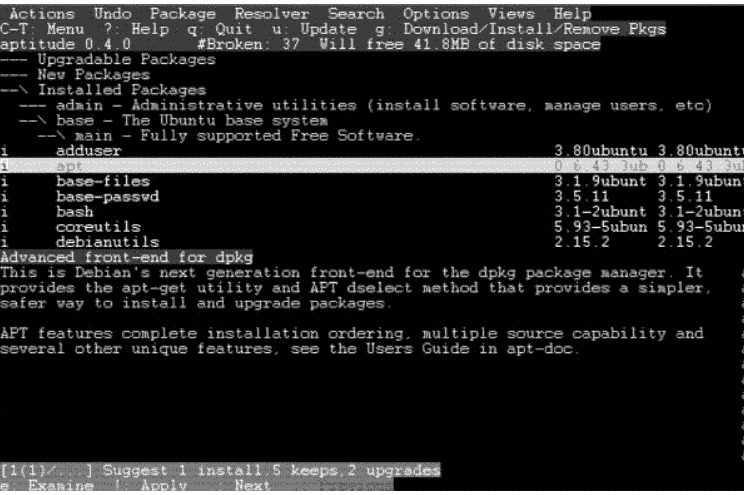 Actions Undo Package Resolver Search Options Views Help
C-T: Menu ?: Help q: Quit u: Update g: Download/Install/Remove Pkgs
aptitude 0.4.0 #Broken: 37 Will free 41.8MB of disk space
--- Upgradable Packages
--- New Packages
--\ Installed Packages
--- admin - Administrative utilities (install software, manage users, etc)
--\ base - The Ubuntu base system
--\ main - Fully supported Free Software.
i adduser 3.80ubuntu 3.80ubuntu
i apt 0.6.43.3ub 0.6.43.3ub
i base-files 3.1.9ubunt 3.1.9ubun
i base-passwd 3.5.11 3.5.11
i bash 3.1-2ubunt 3.1-2ubun
i coreutils 5.93-5ubun 5.93-5ubu
i debianutils 2.15.2 2.15.2
Advanced front-end for dpkg
This is Debian's next generation front-end for the dpkg package manager. It
provides the apt-get utility and APT dselect method that provides a simpler,
safer way to install and upgrade packages.
APT features complete installation ordering, multiple source capability and
several other unique features, see the Users Guide in apt-doc.
[1(1)/...] Suggest 1 install,5 keeps,2 upgrades
e: Examine !: Apply .: Next